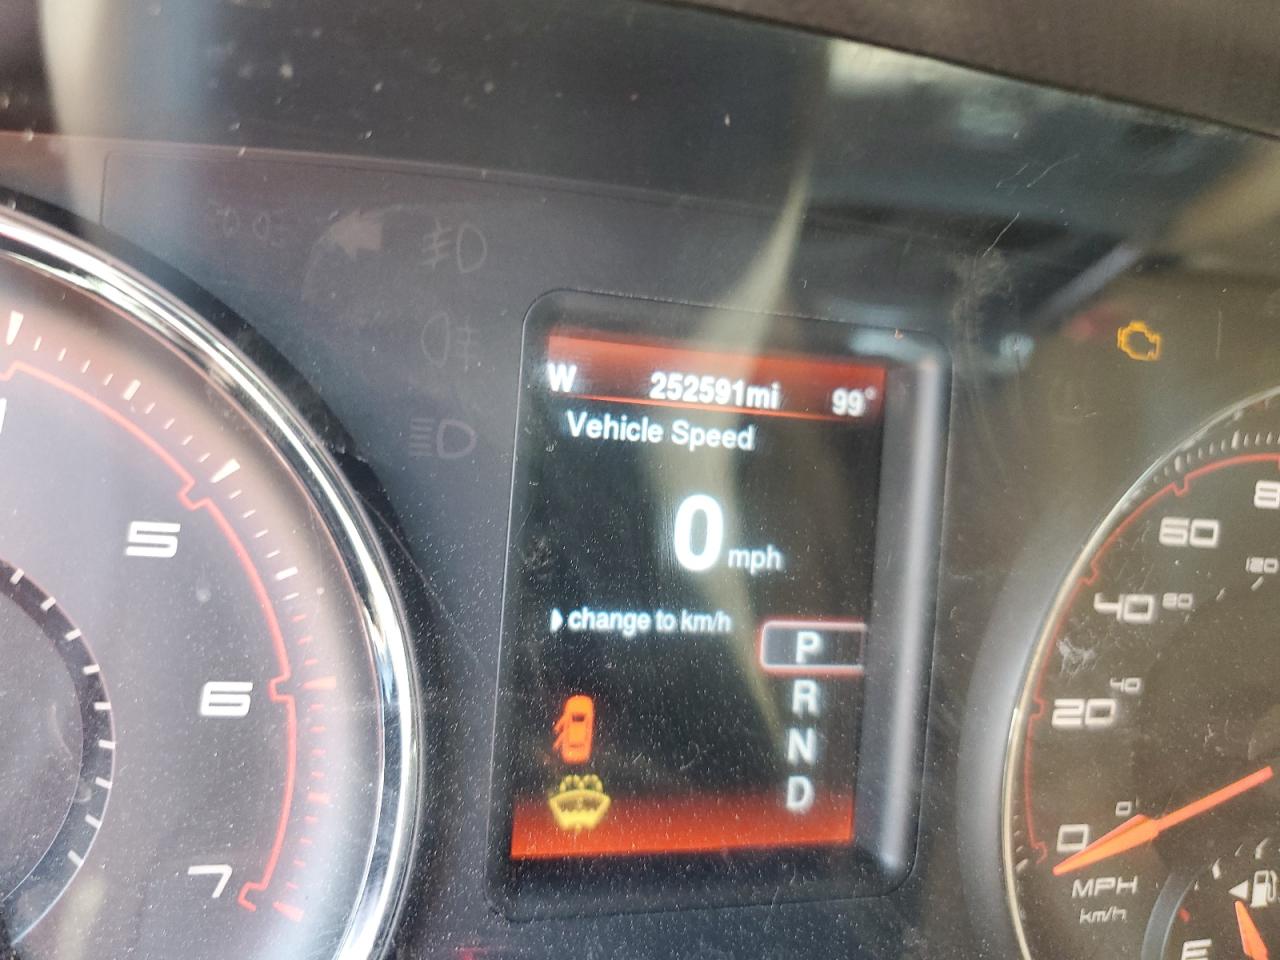 W 252591mi 99°
Vehicle Speed
0 mph
change to km/h
P
R
N
D
5
6
7
8
60
120
40 80
20 40
0 0
MPH
km/h
E